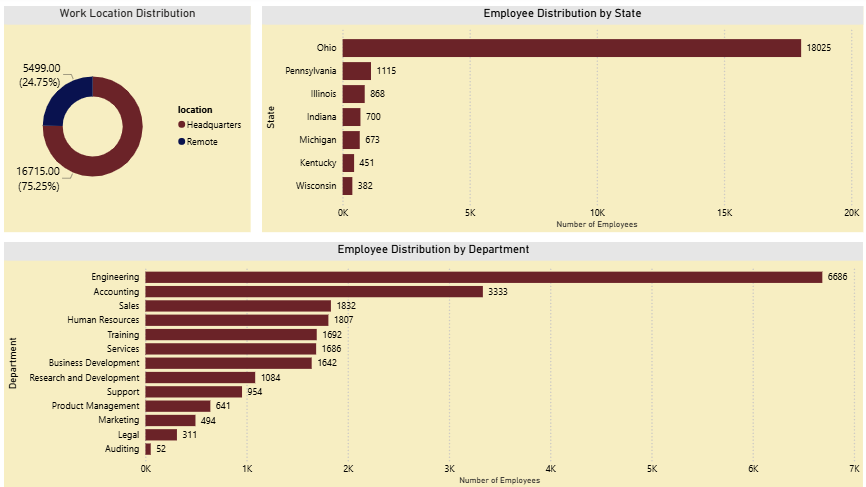 Work Location Distribution
5499.00
(24.75%)
16715.00
(75.25%)
location
Headquarters
Remote
Employee Distribution by State
State
Ohio 18025
Pennsylvania 1115
Illinois 868
Indiana 700
Michigan 673
Kentucky 451
Wisconsin 382
0K 5K 10K 15K 20K
Number of Employees
Employee Distribution by Department
Department
Engineering 6686
Accounting 3333
Sales 1832
Human Resources 1807
Training 1692
Services 1686
Business Development 1642
Research and Development 1084
Support 954
Product Management 641
Marketing 494
Legal 311
Auditing 52
0K 1K 2K 3K 4K 5K 6K 7K
Number of Employees